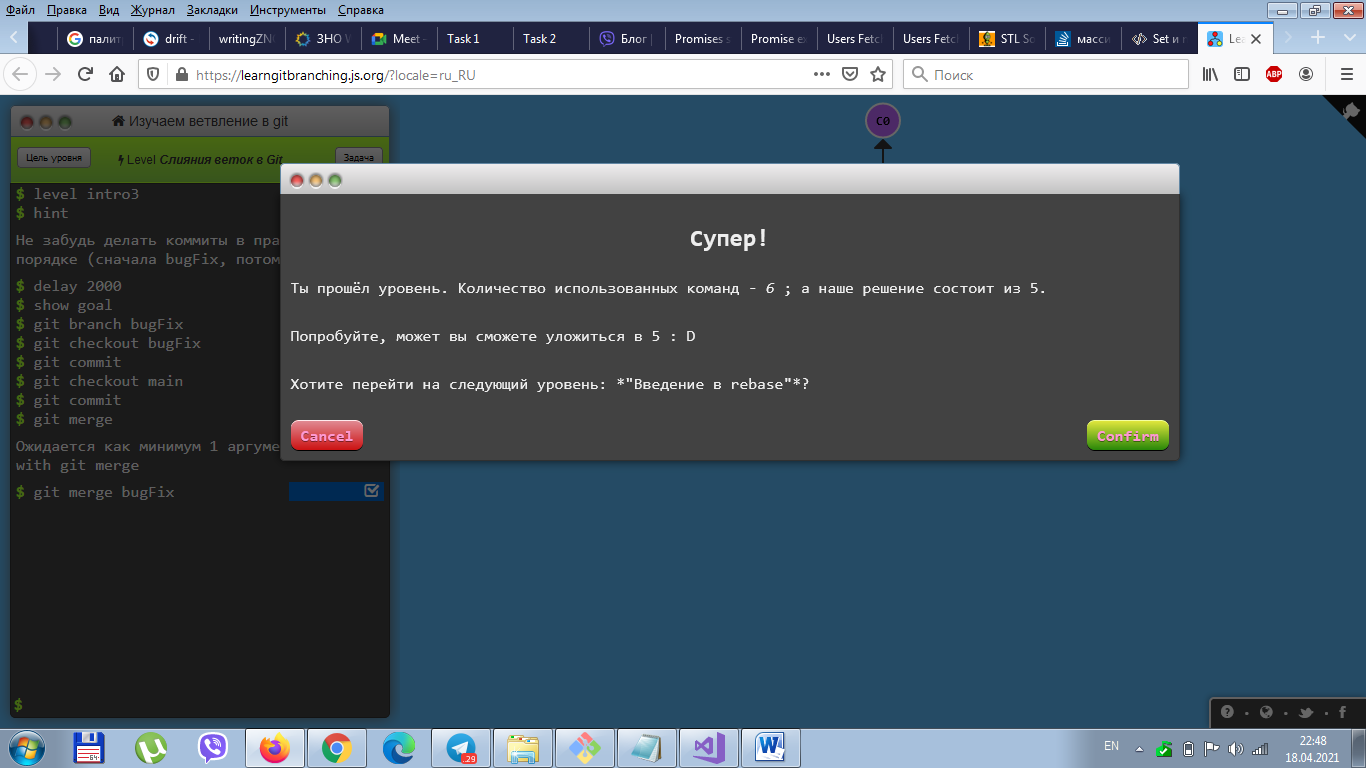 Файл Правка Вид Журнал Закладки Инструменты Справка
палит drift - writingZN ЗНО W Meet - Task 1 Task 2 Блог | Promises s Promise ex Users Fetch Users Fetch STL So масси Set и Le
https://learngitbranching.js.org/?locale=ru_RU
Поиск
ABP
Изучаем ветвление в git
Цель уровня
Level Слияния веток в Git
Задача
$ level intro3
$ hint
Не забудь делать коммиты в пра
порядке (сначала bugFix, потом
$ delay 2000
$ show goal
$ git branch bugFix
$ git checkout bugFix
$ git commit
$ git checkout main
$ git commit
$ git merge
Ожидается как минимум 1 аргуме
with git merge
$ git merge bugFix
$
C0
Супер!
Ты прошёл уровень. Количество использованных команд - 6 ; а наше решение состоит из 5.
Попробуйте, может вы сможете уложиться в 5 : D
Хотите перейти на следующий уровень: *"Введение в rebase"*?
Cancel
Confirm
64
.29
EN
22:48
18.04.2021